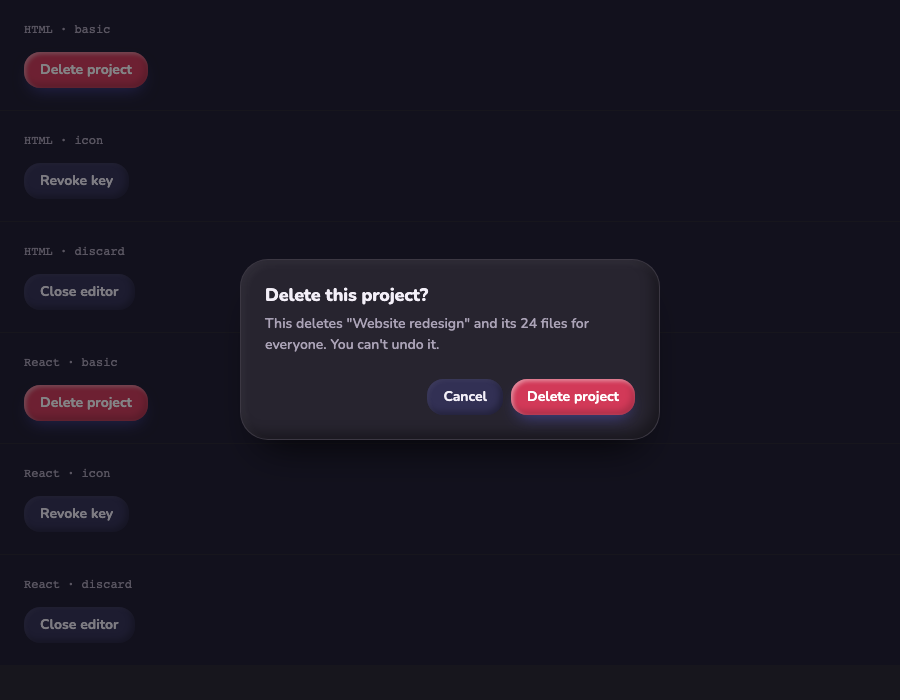 HTML · basic
Delete project
HTML · icon
Revoke key
HTML · discard
Close editor
Delete this project?
This deletes "Website redesign" and its 24 files for
everyone. You can't undo it.
Cancel
Delete project
React · basic
Delete project
React · icon
Revoke key
React · discard
Close editor